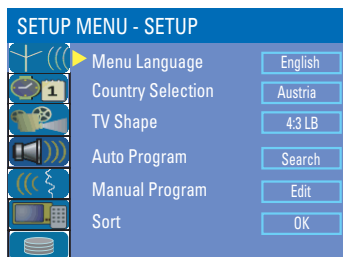 SETUP MENU - SETUP
Menu Language English
Country Selection Austria
TV Shape 4:3 LB
Auto Program Search
Manual Program Edit
Sort OK
1